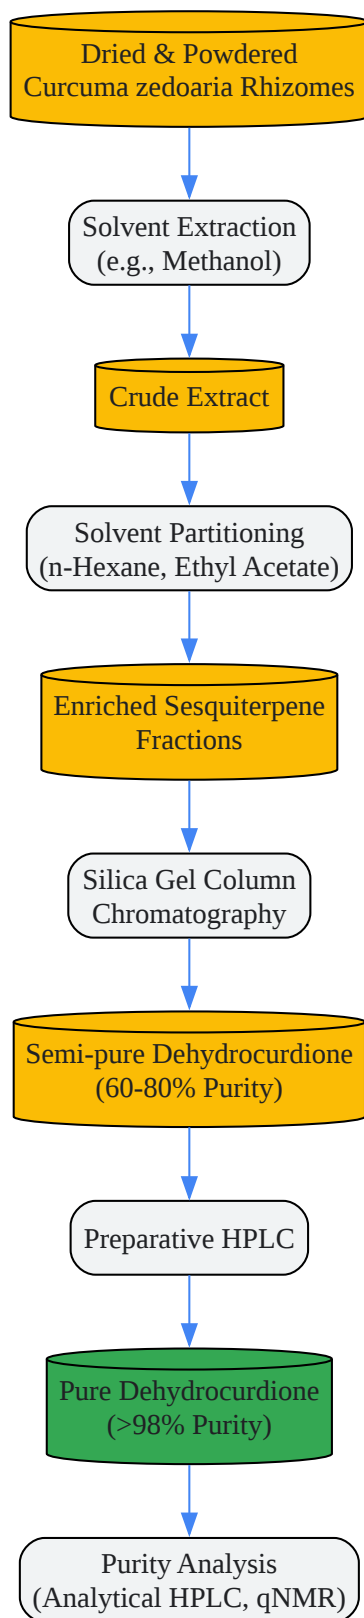 Dried & Powdered
Curcuma zedoaria Rhizomes
Solvent Extraction
(e.g., Methanol)
Crude Extract
Solvent Partitioning
(n-Hexane, Ethyl Acetate)
Enriched Sesquiterpene
Fractions
Silica Gel Column
Chromatography
Semi-pure Dehydrocurdione
(60-80% Purity)
Preparative HPLC
Pure Dehydrocurdione
(>98% Purity)
Purity Analysis
(Analytical HPLC, qNMR)